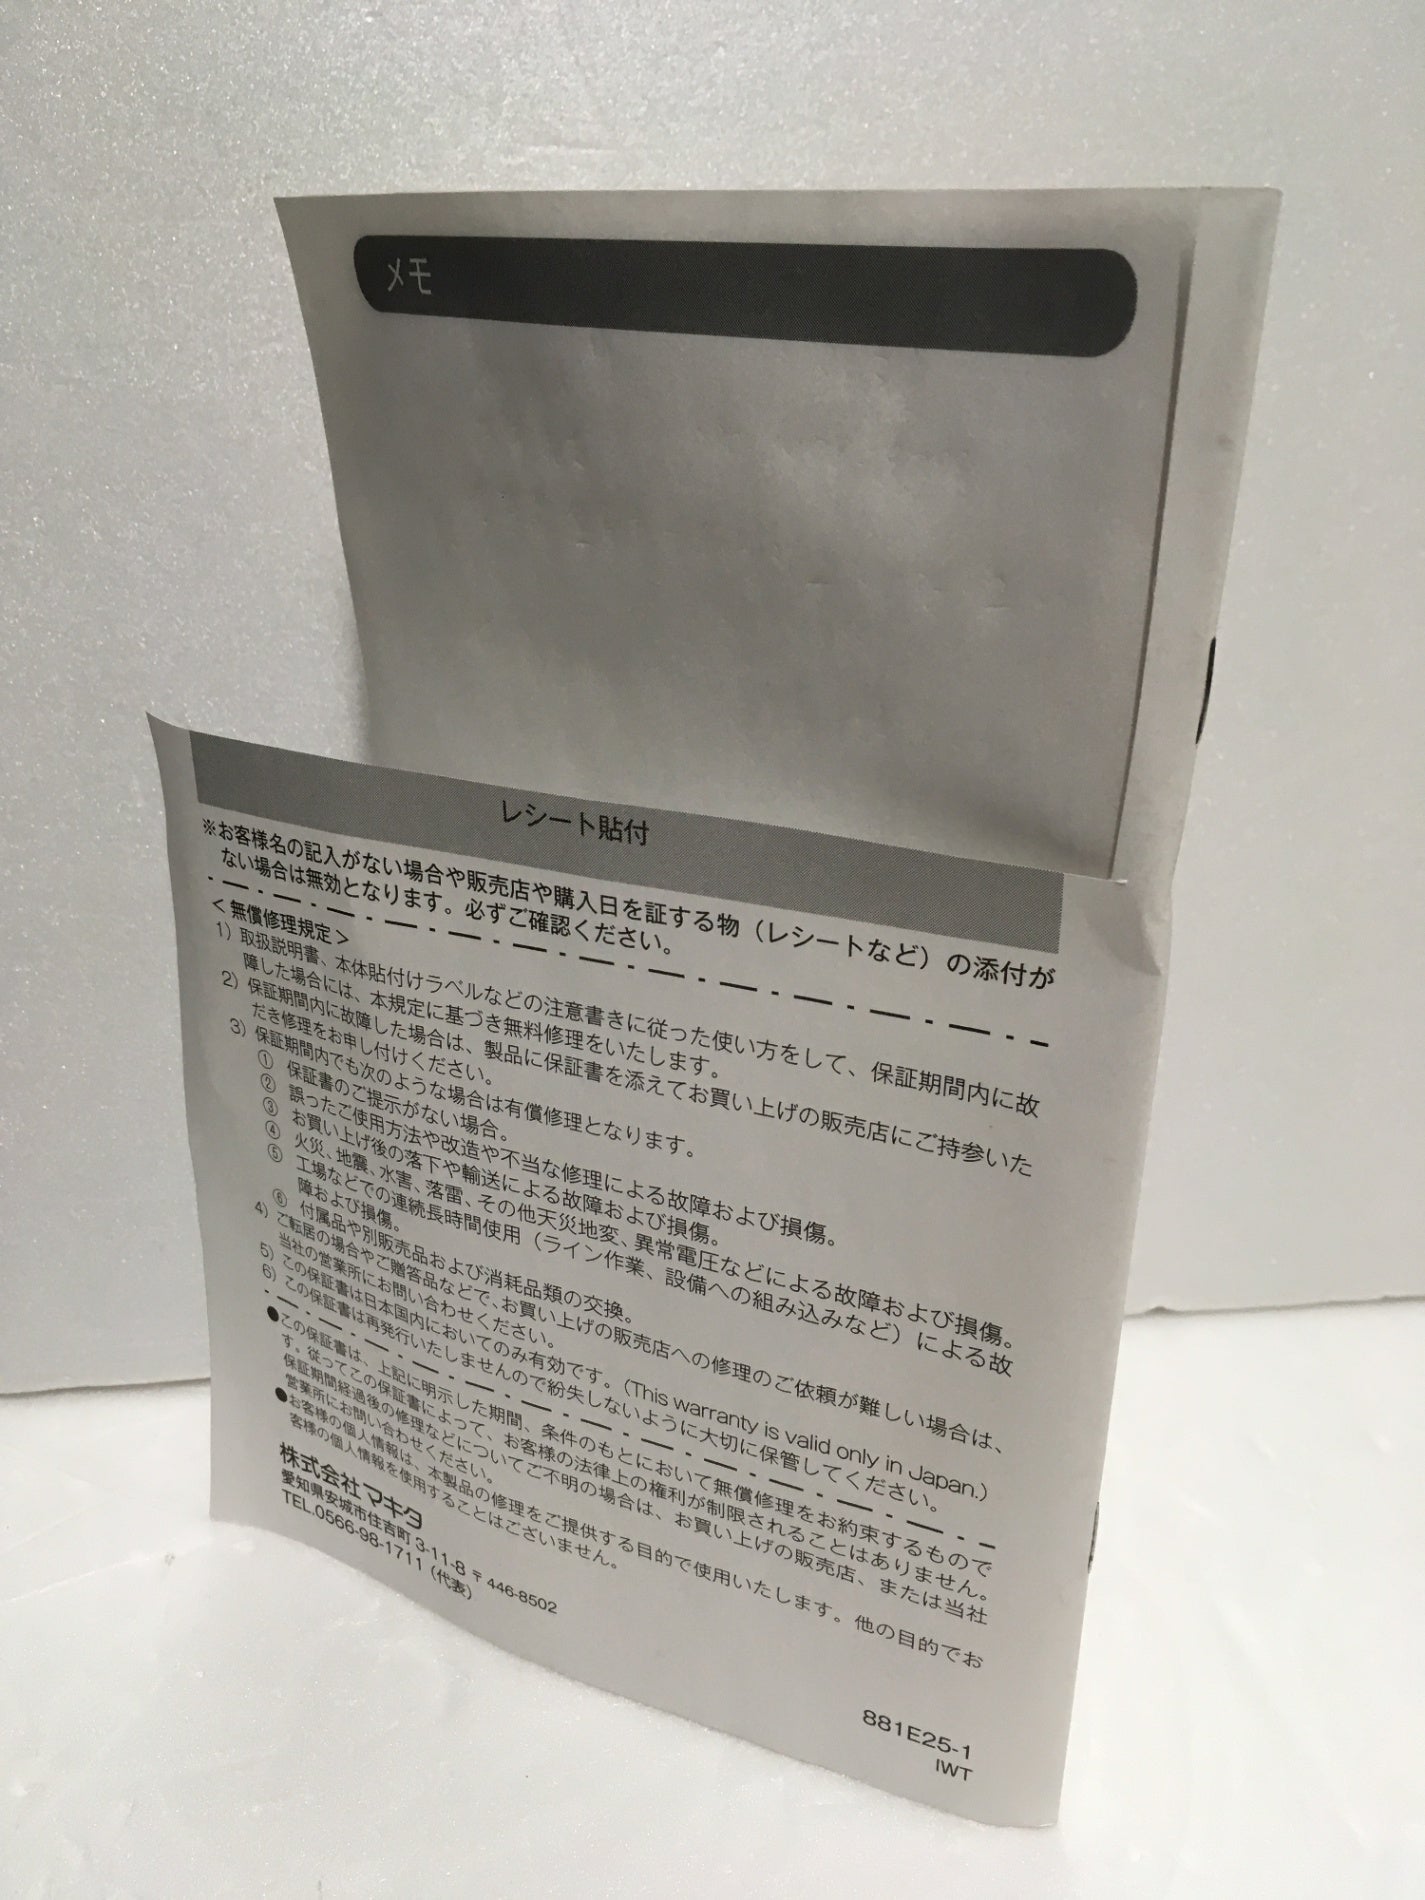 メモ
レシート貼付
※お客様名の記入がない場合や販売店や購入日を証する物（レシートなど）の添付が
ない場合は無効となります。必ずご確認ください。
＜無償修理規定＞
1）取扱説明書、本体貼付けラベルなどの注意書きに従った使い方をして、保証期間内に故
障した場合には、本規定に基づき無料修理をいたします。
2）保証期間内に故障した場合は、製品に保証書を添えてお買い上げの販売店にご持参いた
だき修理をお申し付けください。
3）保証期間内でも次のような場合は有償修理となります。
① 保証書のご提示がない場合。
② 誤ったご使用方法や改造や不当な修理による故障および損傷。
③ お買い上げ後の落下や輸送による故障および損傷。
④ 火災、地震、水害、落雷、その他天災地変、異常電圧などによる故障および損傷。
⑤ 工場などでの連続長時間使用（ライン作業、設備への組み込みなど）による故
障および損傷。
⑥ 付属品や別販売品および消耗品類の交換。
4）ご転居の場合やご贈答品などで、お買い上げの販売店への修理のご依頼が難しい場合は、
当社の営業所にお問い合わせください。
5）この保証書は日本国内においてのみ有効です。（This warranty is valid only in Japan.）
6）この保証書は再発行いたしませんので紛失しないように大切に保管してください。
●この保証書は、上記に明示した期間、条件のもとにおいて無償修理をお約束するもので
す。従ってこの保証書によって、お客様の法律上の権利が制限されることはありません。
保証期間経過後の修理などについてご不明の場合は、お買い上げの販売店、または当社
営業所にお問い合わせください。
●お客様の個人情報は、本製品の修理をご提供する目的で使用いたします。他の目的でお
客様の個人情報を使用することはございません。
株式会社マキタ
愛知県安城市住吉町 3-11-8 〒446-8502
TEL.0566-98-1711（代表）
881E25-1
IWT